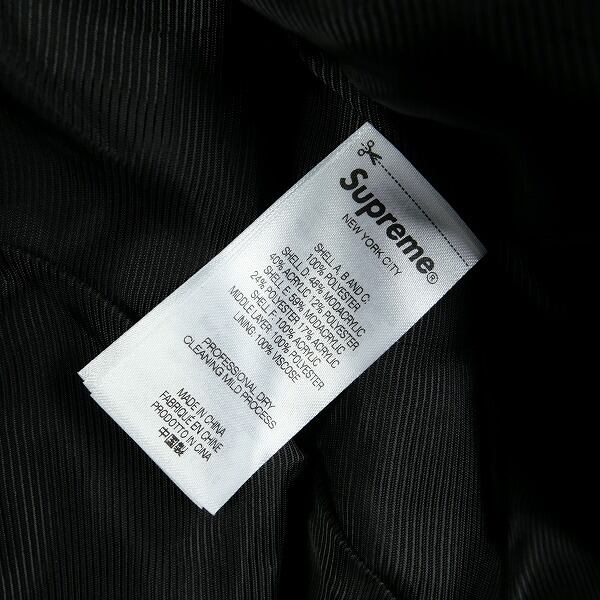 Supreme®
NEW YORK CITY
SHELL A, B AND C:
100% POLYESTER
SHELL D: 48% MODACRYLIC
40% ACRYLIC 12% POLYESTER
SHELL E: 59% MODACRYLIC
24% POLYESTER 17% ACRYLIC
SHELL F: 100% ACRYLIC
MIDDLE LAYER: 100% POLYESTER
LINING: 100% VISCOSE
PROFESSIONAL DRY
CLEANING MILD PROCESS
MADE IN CHINA
FABRIQUÉ EN CHINE
PRODOTTO IN CINA
中国製